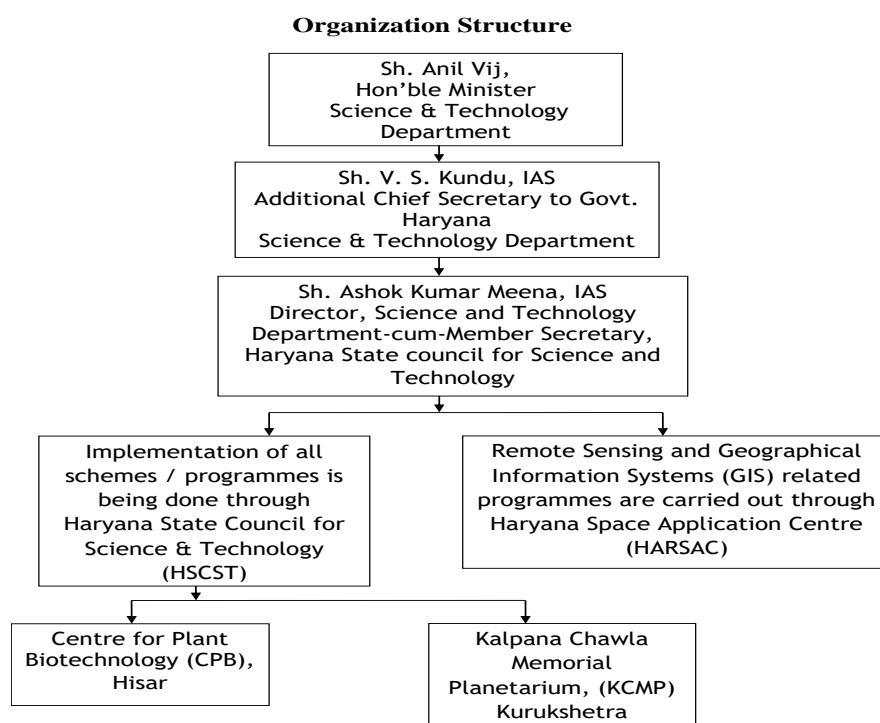 Organization Structure
Sh. Anil Vij,
Hon'ble Minister
Science & Technology
Department
Sh. V. S. Kundu, IAS
Additional Chief Secretary to Govt.
Haryana
Science & Technology Department
Sh. Ashok Kumar Meena, IAS
Director, Science and Technology
Department-cum-Member Secretary,
Haryana State council for Science and
Technology
Implementation of all
schemes / programmes is
being done through
Haryana State Council for
Science & Technology
(HSCST)
Remote Sensing and Geographical
Information Systems (GIS) related
programmes are carried out through
Haryana Space Application Centre
(HARSAC)
Centre for Plant
Biotechnology (CPB),
Hisar
Kalpana Chawla
Memorial
Planetarium, (KCMP)
Kurukshetra